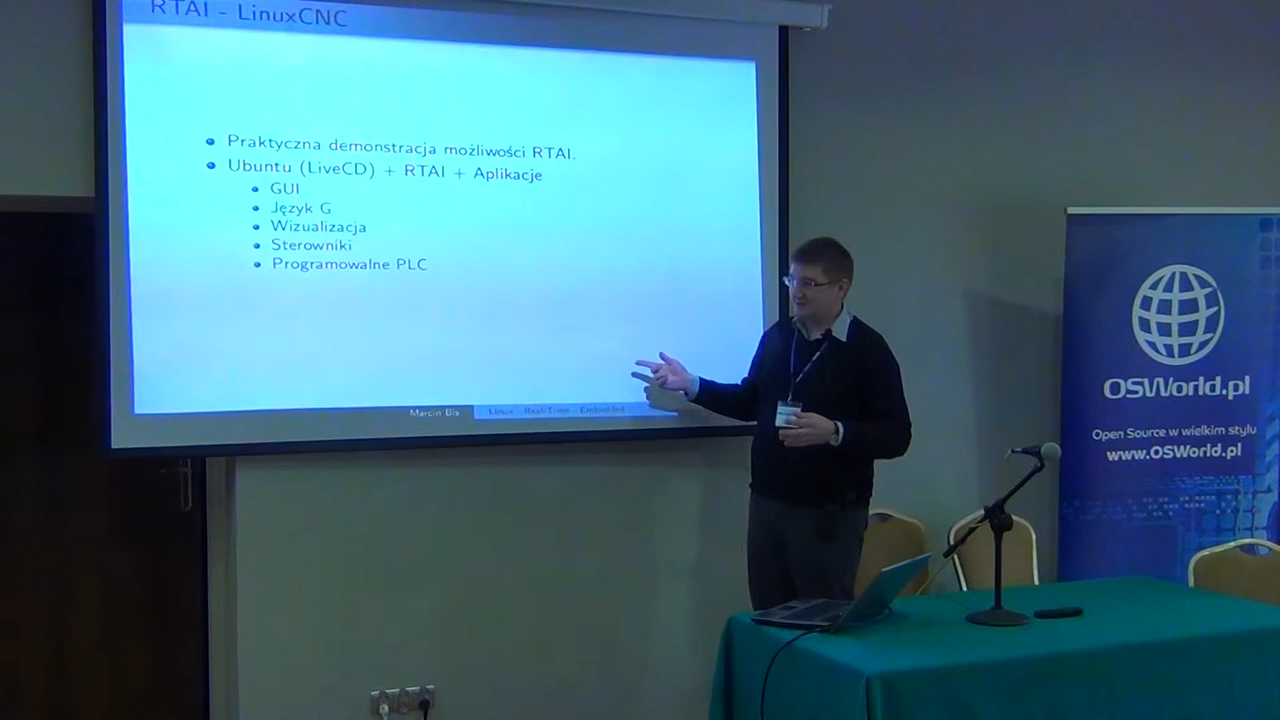 RTAI - LinuxCNC
Praktyczna demonstracja możliwości RTAI.
Ubuntu (LiveCD) + RTAI + Aplikacje
GUI
Język G
Wizualizacja
Sterowniki
Programowalne PLC
Marcin Bis
Linux - Real-Time - Embedded
OSWorld.pl
Open Source w wielkim stylu
www.OSWorld.pl